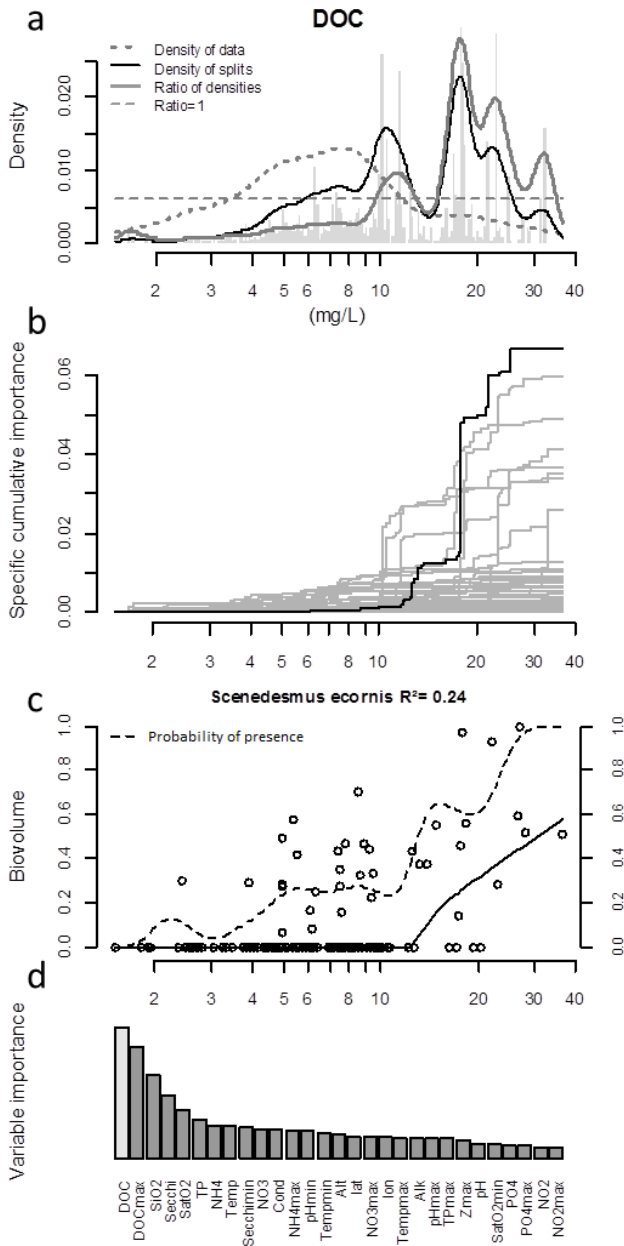 a
DOC
Density of data
Density of splits
Ratio of densities
Ratio=1
Density
0.000 0.010 0.020
2 3 4 5 6 8 10 20 30 40
(mg/L)
b
Specific cumulative importance
0.00 0.02 0.04 0.06
2 3 4 5 6 7 8 10 20 30 40
c
Scenedesmus ecornis R²= 0.24
Probability of presence
Biovolume
0.0 0.2 0.4 0.6 0.8 1.0
0.0 0.2 0.4 0.6 0.8 1.0
2 3 4 5 6 7 8 10 20 30 40
d
Variable importance
DOC
DOCmax
SiO2
Secchi
SatO2
TP
NH4
Temp
Secchimin
NO3
Cond
NH4max
pHmin
Tempmin
Alt
lat
NO3max
lon
Tempmax
Alk
pHmax
TPmax
Zmax
pH
SatO2min
PO4
PO4max
NO2
NO2max